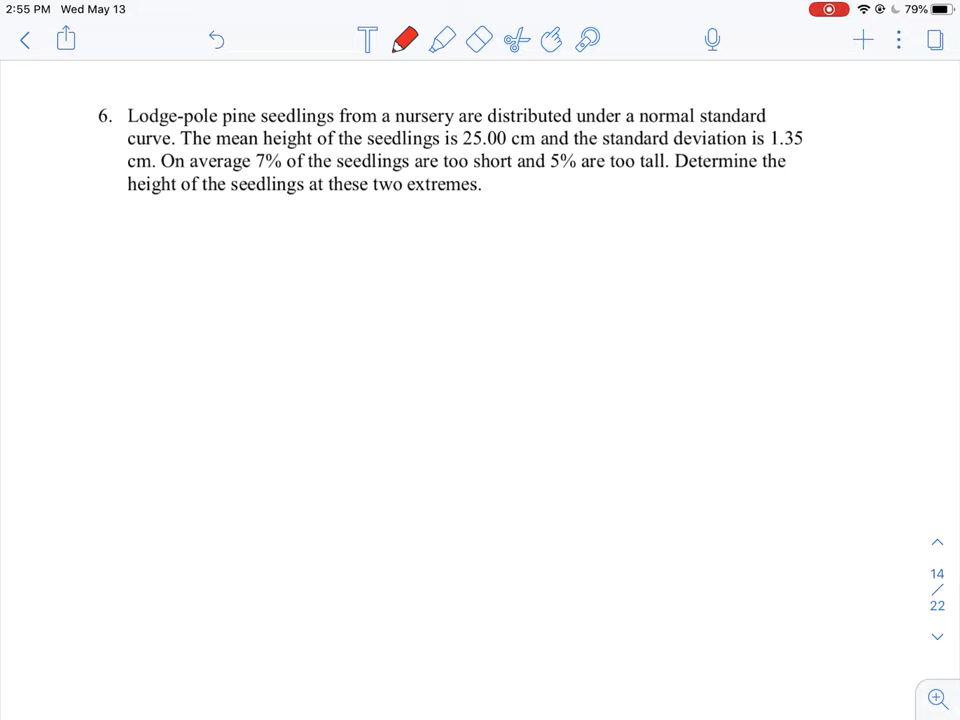 2:55 PM Wed May 13
79%
T
6. Lodge-pole pine seedlings from a nursery are distributed under a normal standard
curve. The mean height of the seedlings is 25.00 cm and the standard deviation is 1.35
cm. On average 7% of the seedlings are too short and 5% are too tall. Determine the
height of the seedlings at these two extremes.
14
/
22